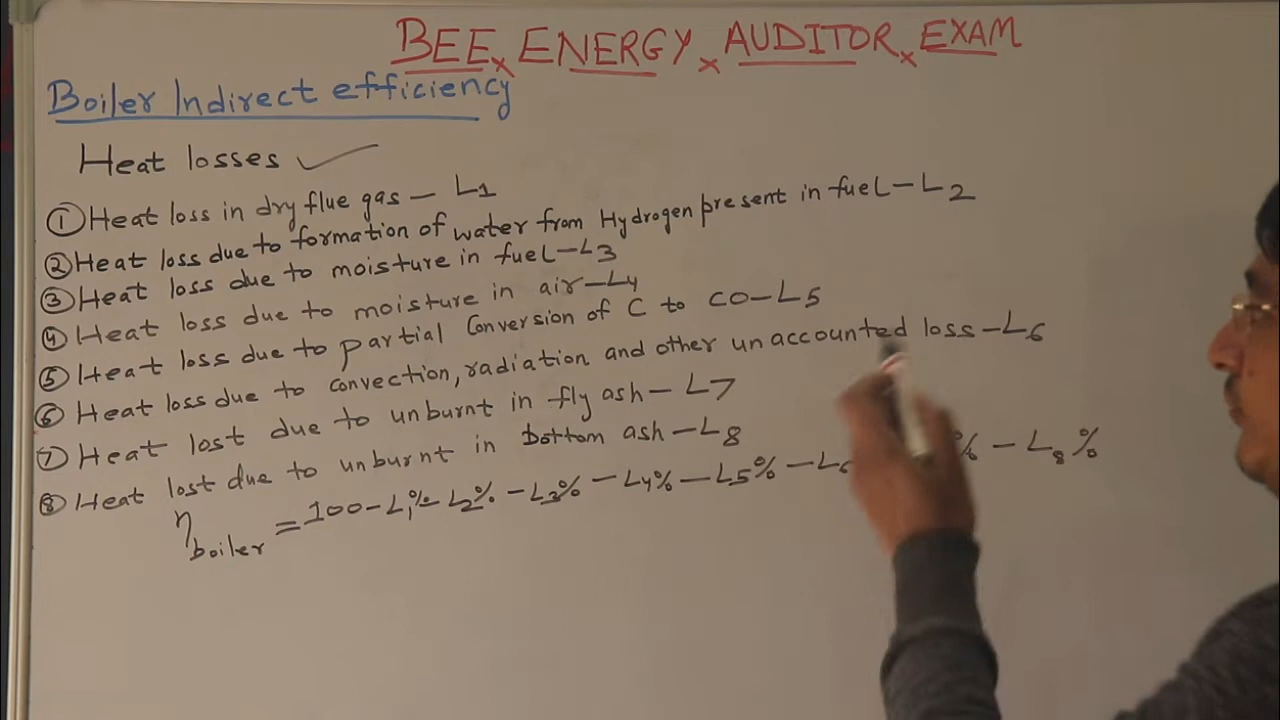 BEE x ENERGY x AUDITOR x EXAM
Boiler Indirect efficiency
Heat losses ✓
① Heat loss in dry flue gas – L1
② Heat loss due to formation of water from Hydrogen present in fuel – L2
③ Heat loss due to moisture in fuel – L3
④ Heat loss due to moisture in air – L4
⑤ Heat loss due to partial conversion of C to CO – L5
⑥ Heat loss due to convection, radiation and other unaccounted loss – L6
⑦ Heat lost due to unburnt in fly ash – L7
⑧ Heat lost due to unburnt in bottom ash – L8
η boiler = 100 – L1% – L2% – L3% – L4% – L5% – L6 % – L8%